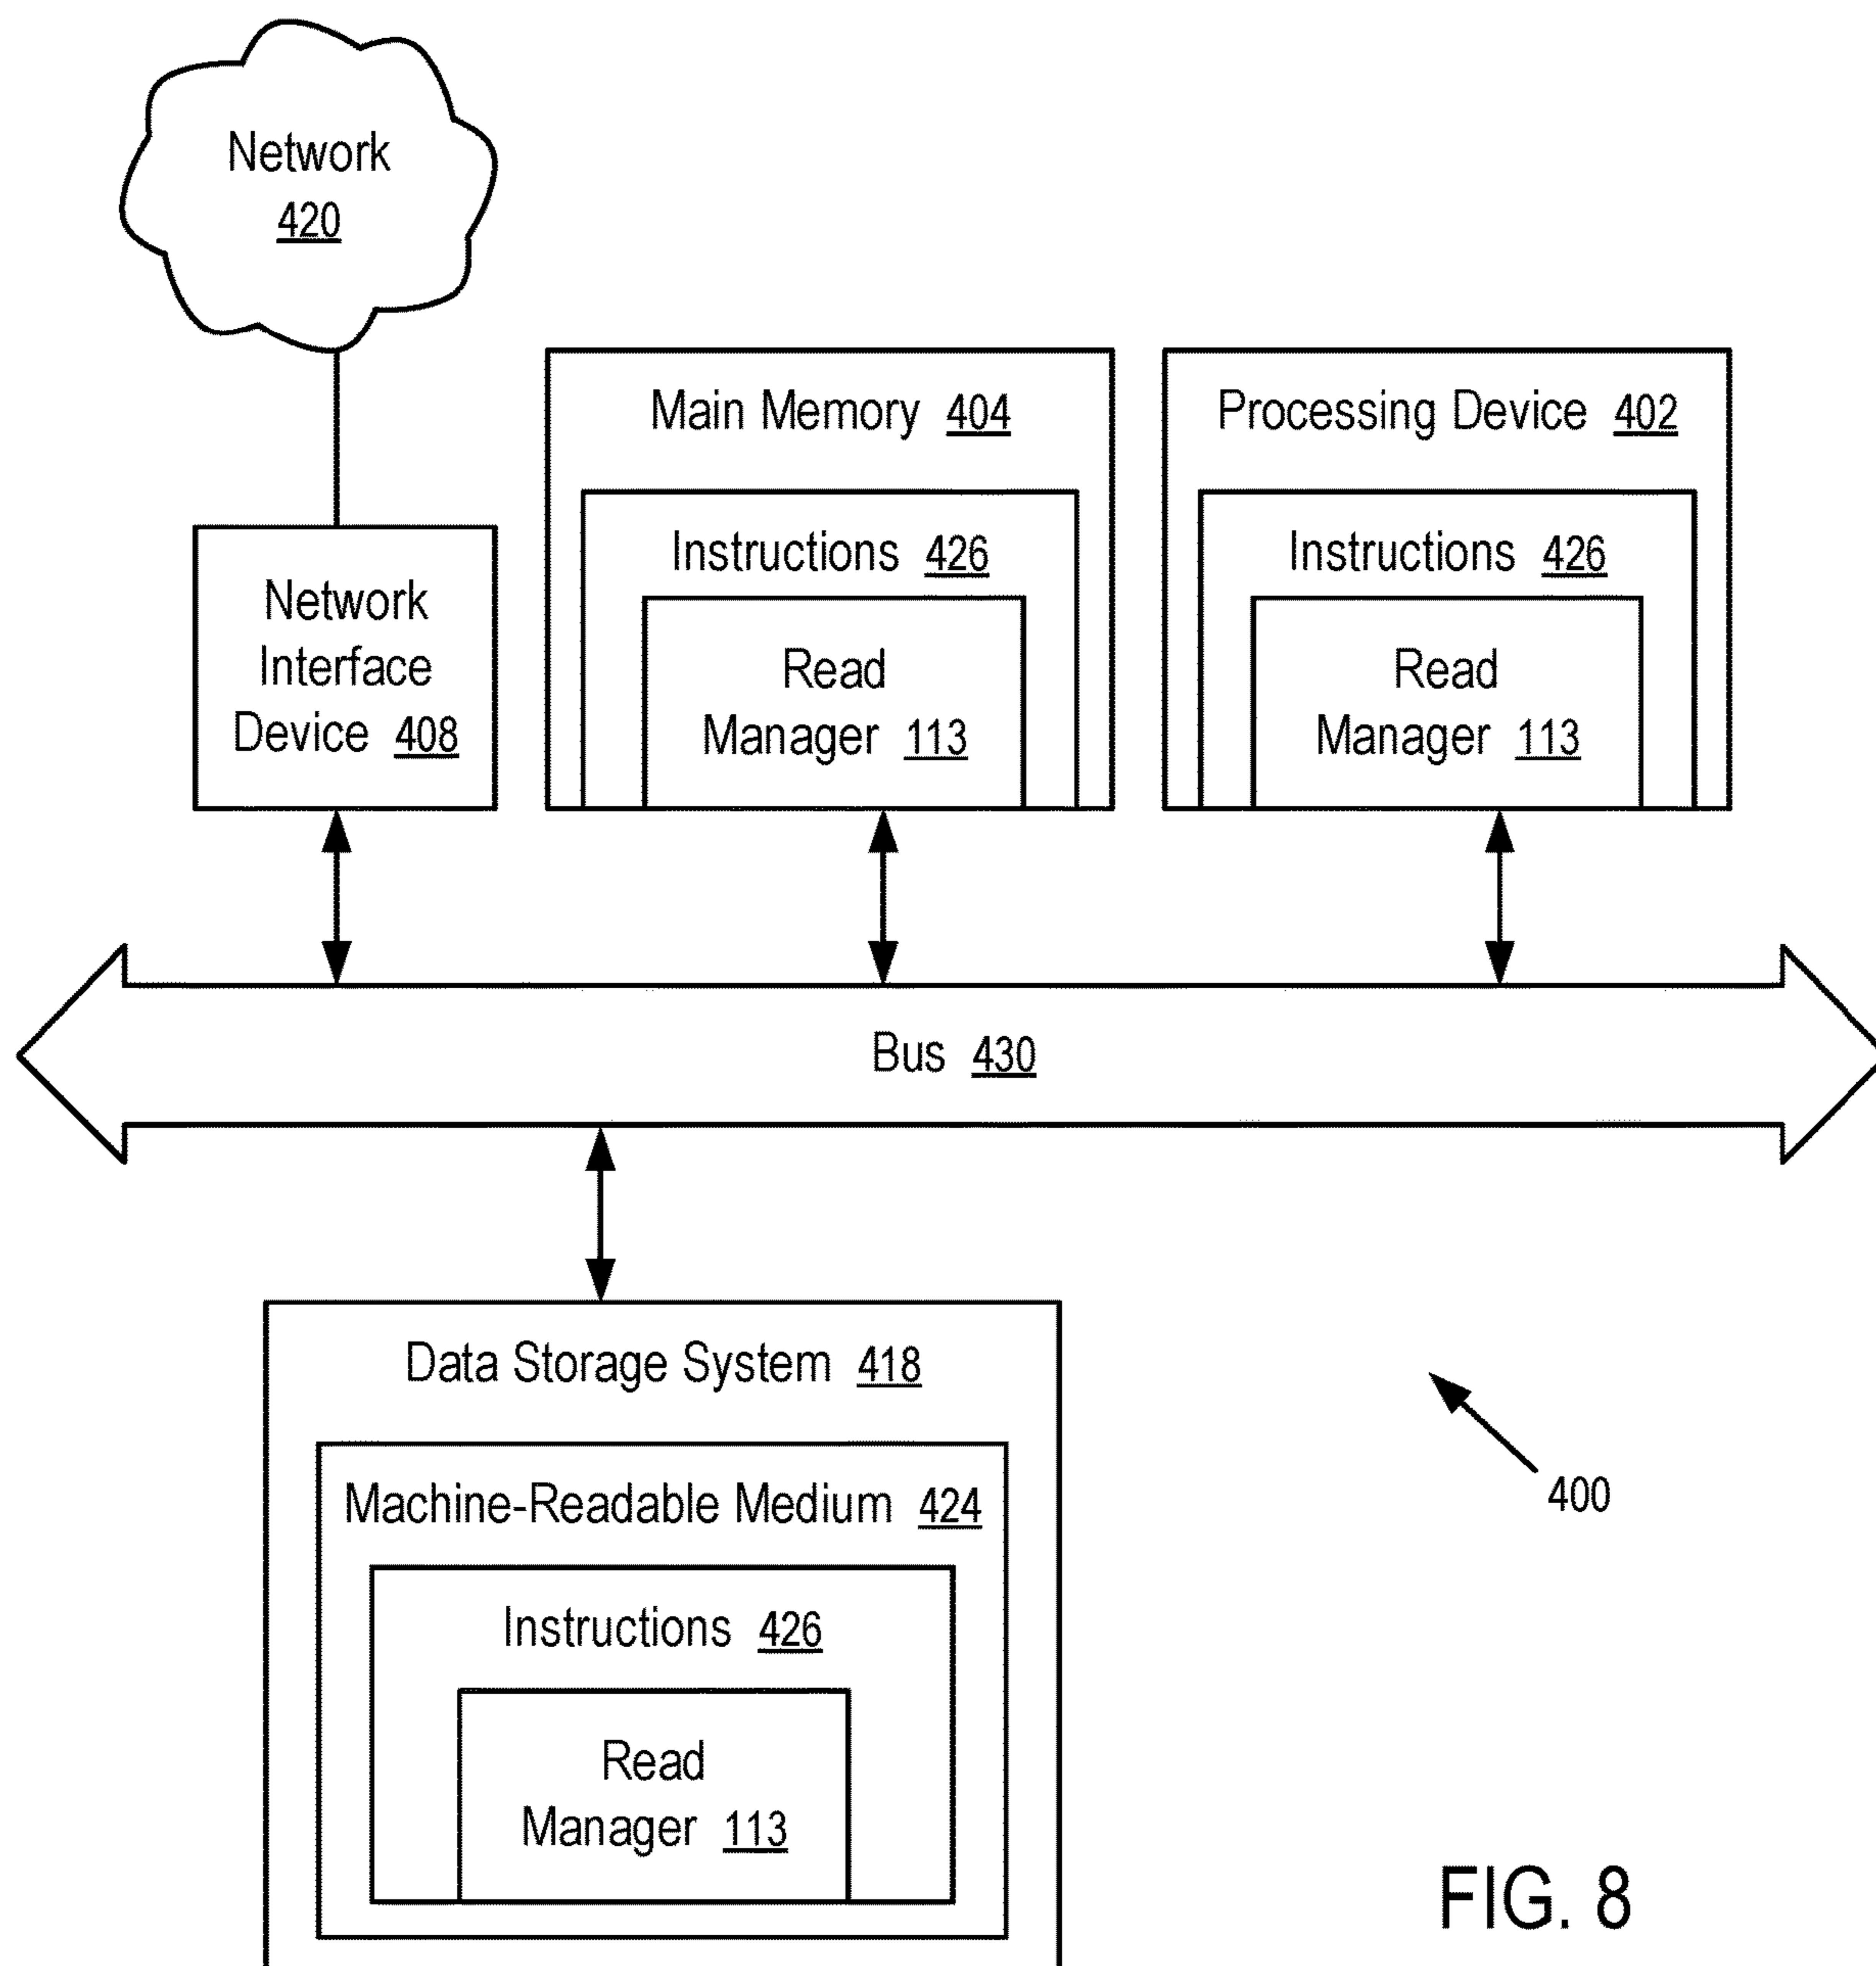 Network
420
Main Memory 404
Processing Device 402
Instructions 426
Instructions 426
Network
Interface
Device 408
Read
Manager 113
Read
Manager 113
Bus 430
Data Storage System 418
Machine-Readable Medium 424
400
Instructions 426
Read
Manager 113
FIG. 8